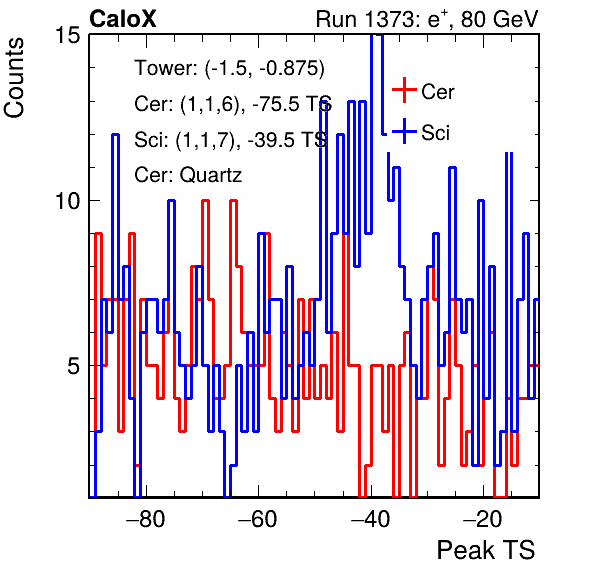 CaloX Run 1373: e⁺, 80 GeV
Counts
15
10
5
Tower: (-1.5, -0.875)
Cer: (1,1,6), -75.5 TS
Sci: (1,1,7), -39.5 TS
Cer: Quartz
Cer
Sci
−80 −60 −40 −20
Peak TS